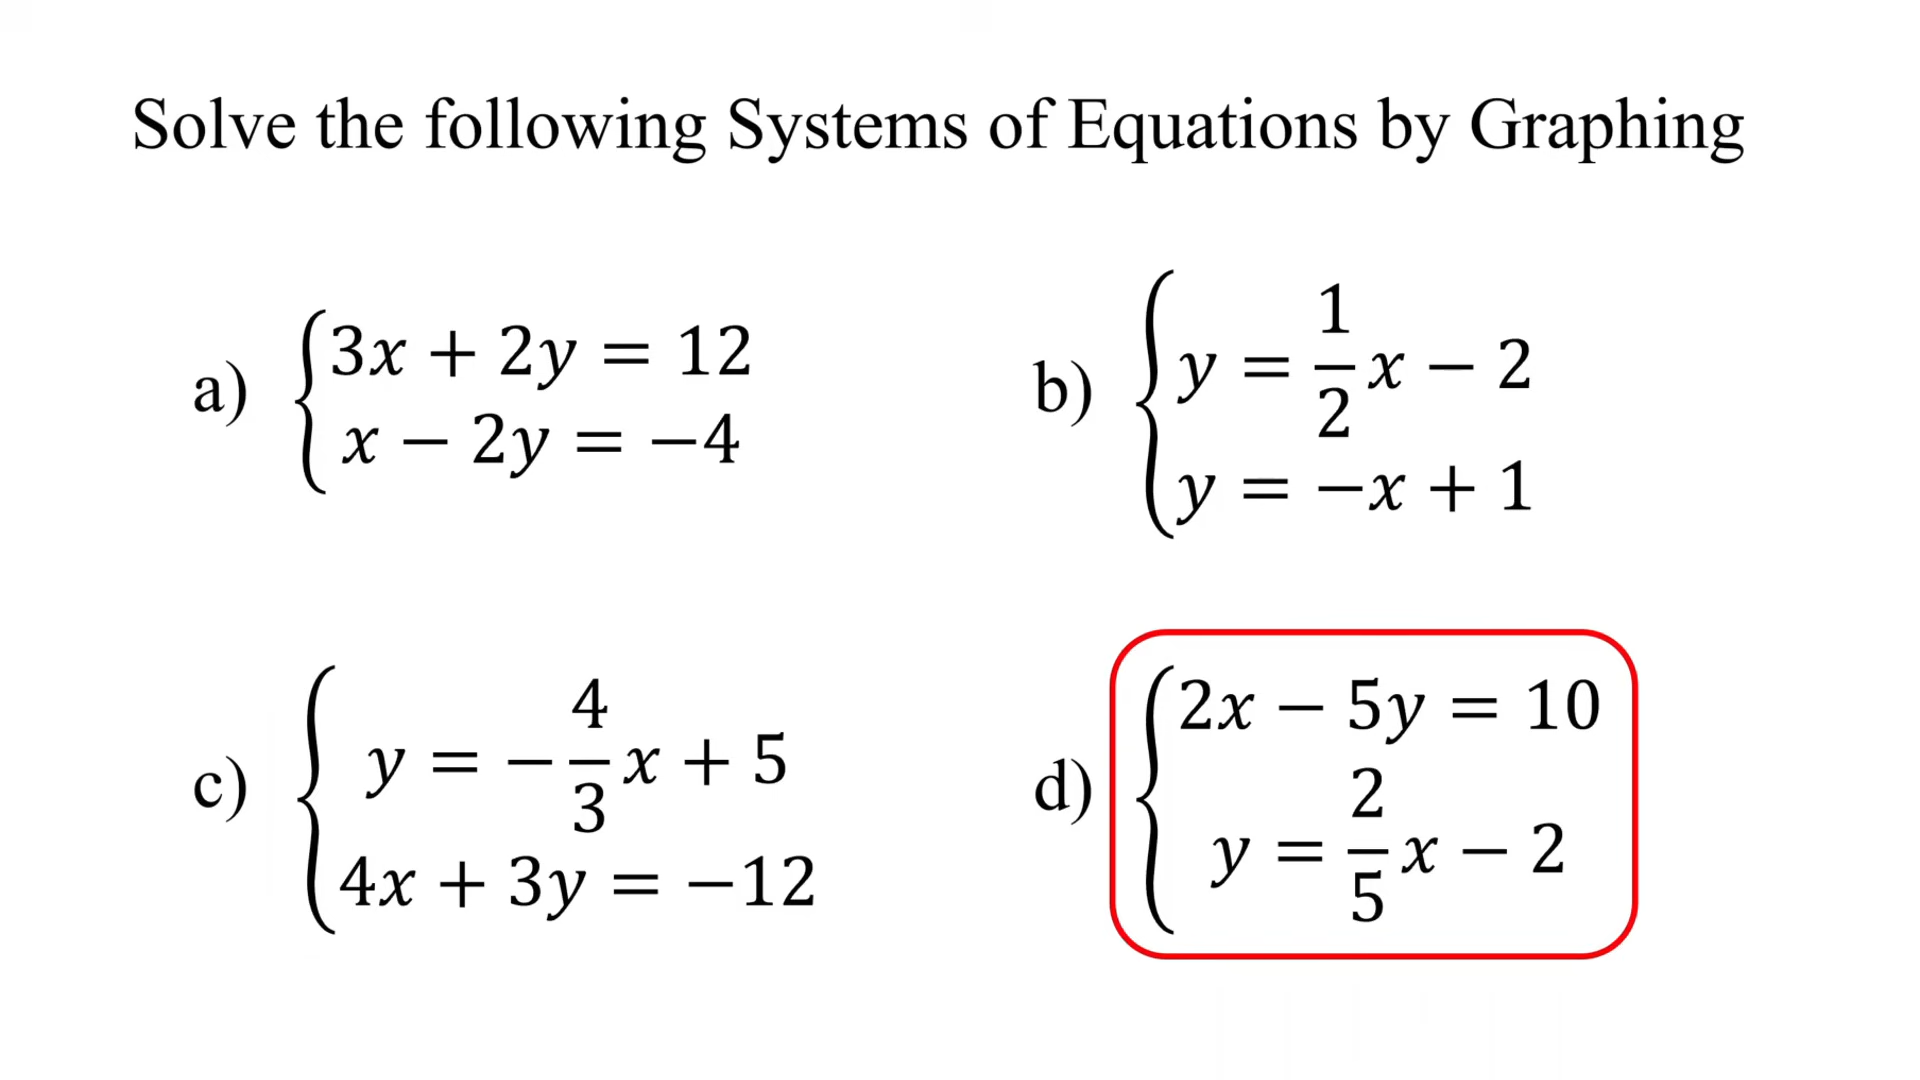 Solve the following Systems of Equations by Graphing
a) {3x + 2y = 12
x − 2y = −4
b) {y = 1/2 x − 2
y = −x + 1
c) {y = −4/3 x + 5
4x + 3y = −12
d) {2x − 5y = 10
y = 2/5 x − 2